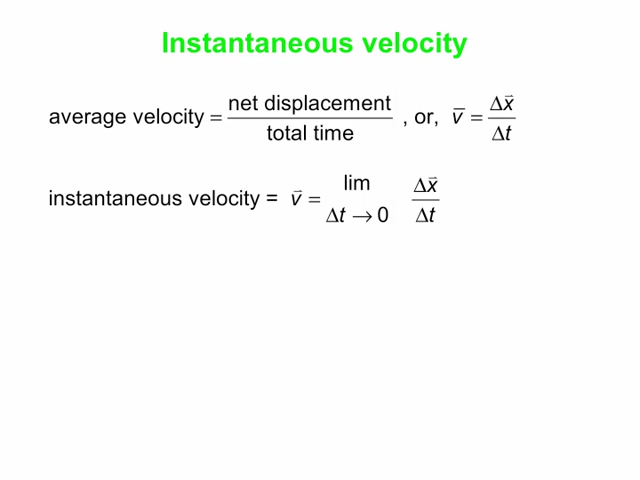 Instantaneous velocity
average velocity = net displacement / total time , or, v̅ = Δx⃗ / Δt
instantaneous velocity = v⃗ = lim Δt → 0 Δx⃗ / Δt